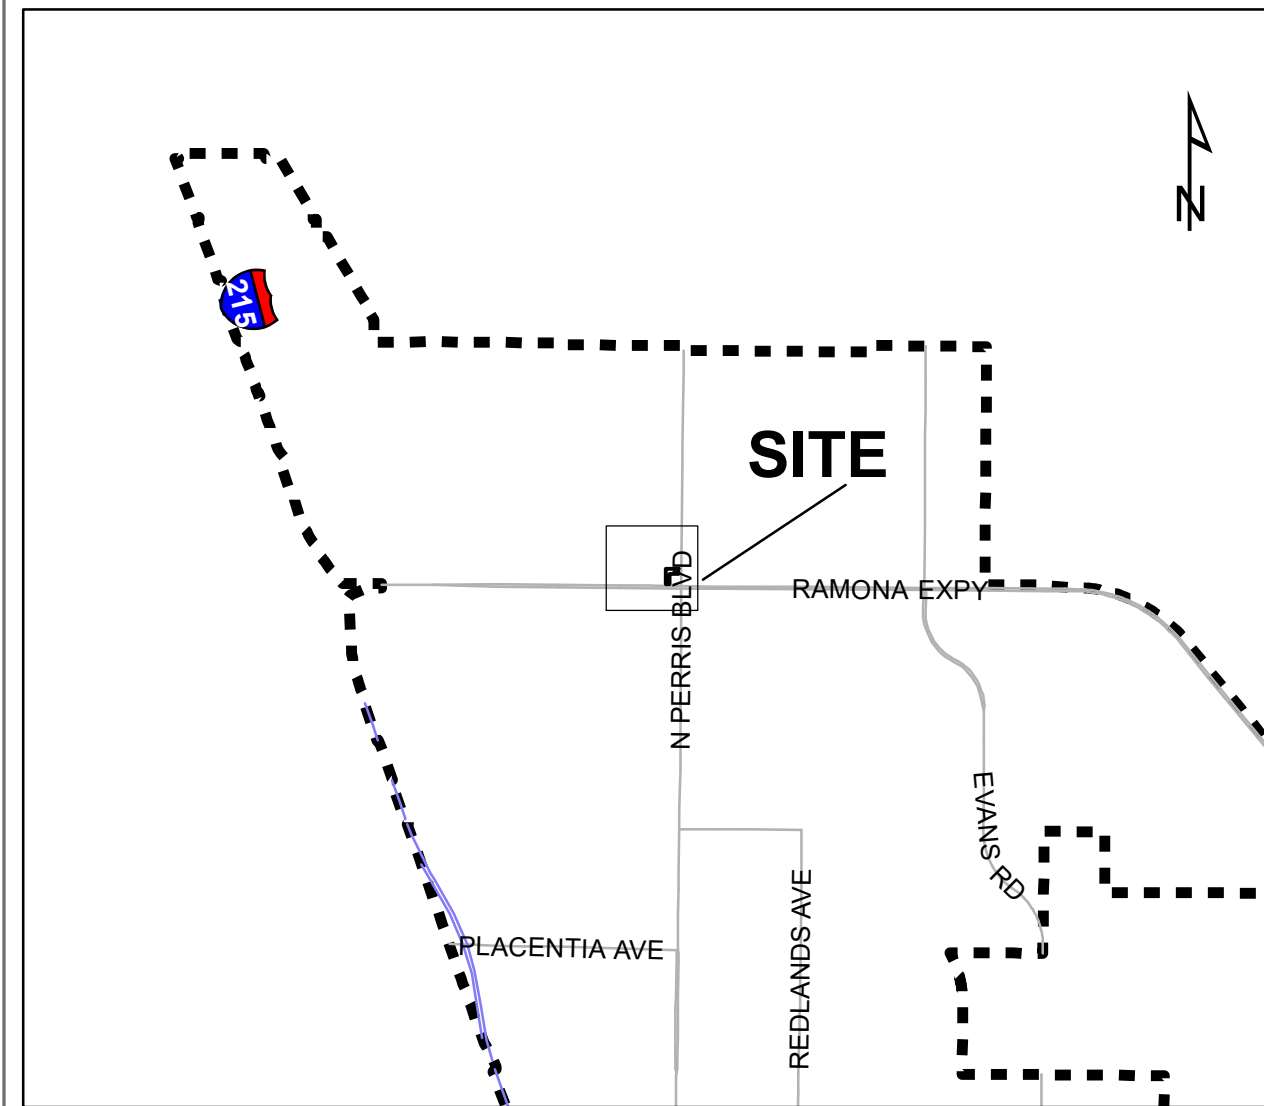 N
215
SITE
RAMONA EXPY
N PERRIS BLVD
EVANS RD
REDLANDS AVE
PLACENTIA AVE